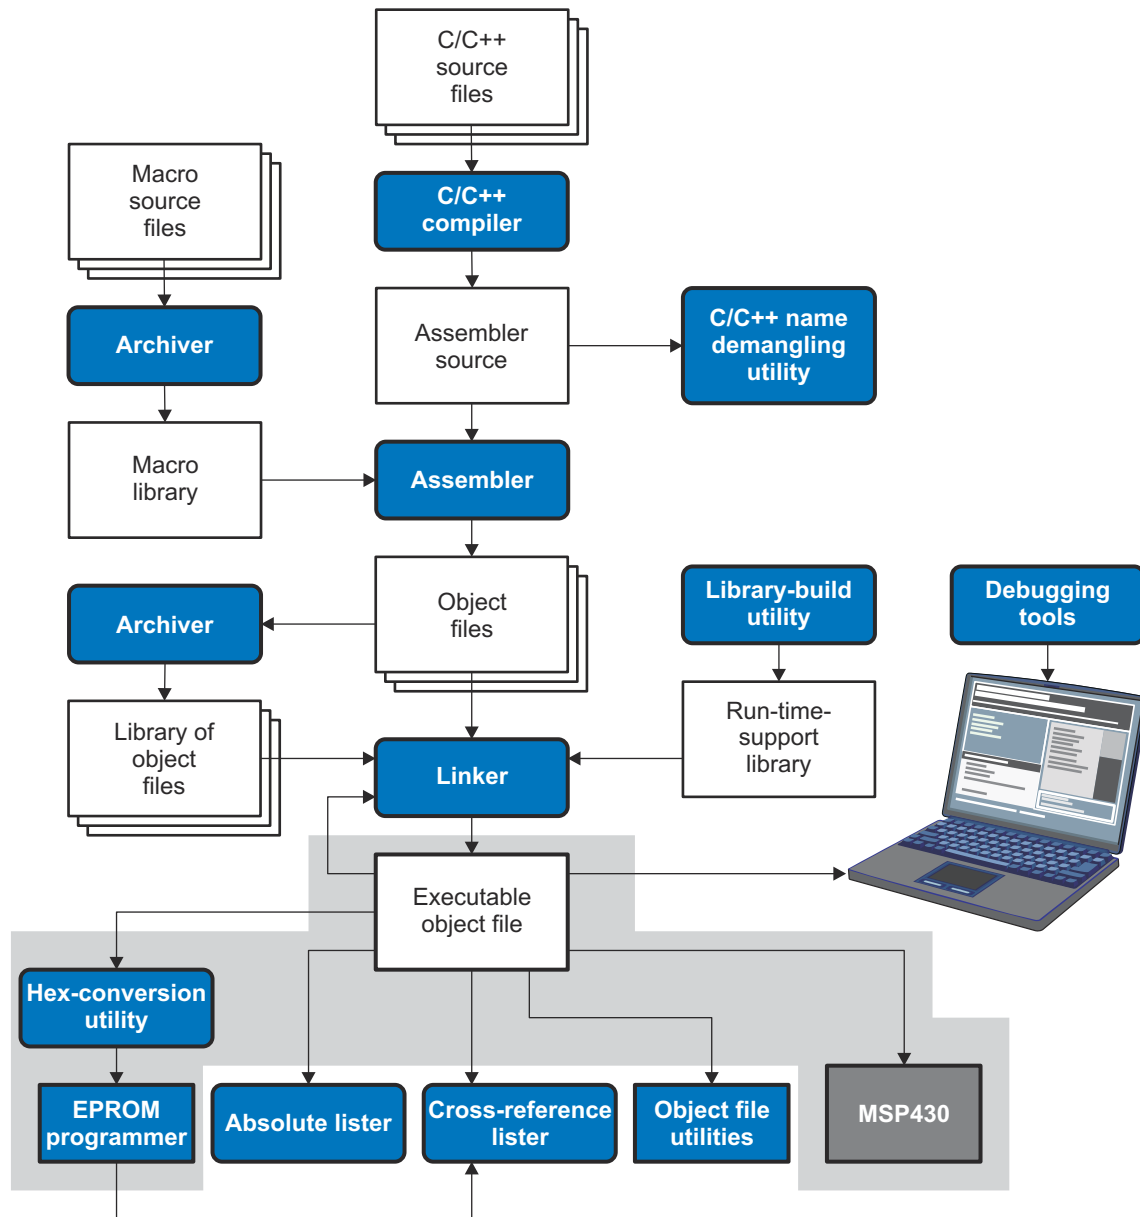 C/C++
source
files
Macro
source
files
C/C++
compiler
Archiver
Assembler
source
C/C++ name
demangling
utility
Macro
library
Assembler
Archiver
Object
files
Library-build
utility
Debugging
tools
Library of
object
files
Linker
Run-time-
support
library
Executable
object file
Hex-conversion
utility
EPROM
programmer
Absolute lister
Cross-reference
lister
Object file
utilities
MSP430